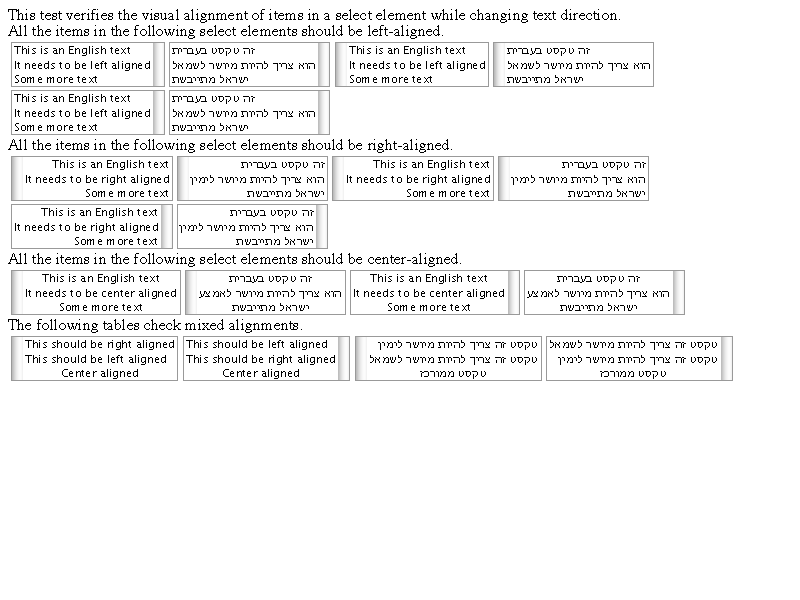 This test verifies the visual alignment of items in a select element while changing text direction.
All the items in the following select elements should be left-aligned.
This is an English text
It needs to be left aligned
Some more text
זה טקסט בעברית
הוא צריך להיות מיושר לשמאל
ישראל מתייבשת
This is an English text
It needs to be left aligned
Some more text
זה טקסט בעברית
הוא צריך להיות מיושר לשמאל
ישראל מתייבשת
This is an English text
It needs to be left aligned
Some more text
זה טקסט בעברית
הוא צריך להיות מיושר לשמאל
ישראל מתייבשת
All the items in the following select elements should be right-aligned.
This is an English text
It needs to be right aligned
Some more text
זה טקסט בעברית
הוא צריך להיות מיושר לימין
ישראל מתייבשת
This is an English text
It needs to be right aligned
Some more text
זה טקסט בעברית
הוא צריך להיות מיושר לימין
ישראל מתייבשת
This is an English text
It needs to be right aligned
Some more text
זה טקסט בעברית
הוא צריך להיות מיושר לימין
ישראל מתייבשת
All the items in the following select elements should be center-aligned.
This is an English text
It needs to be center aligned
Some more text
זה טקסט בעברית
הוא צריך להיות מיושר לאמצע
ישראל מתייבשת
This is an English text
It needs to be center aligned
Some more text
זה טקסט בעברית
הוא צריך להיות מיושר לאמצע
ישראל מתייבשת
The following tables check mixed alignments.
This should be right aligned
This should be left aligned
Center aligned
This should be left aligned
This should be right aligned
Center aligned
טקסט זה צריך להיות מיושר לימין
טקסט זה צריך להיות מיושר לשמאל
טקסט ממורכז
טקסט זה צריך להיות מיושר לשמאל
טקסט זה צריך להיות מיושר לימין
טקסט ממורכז